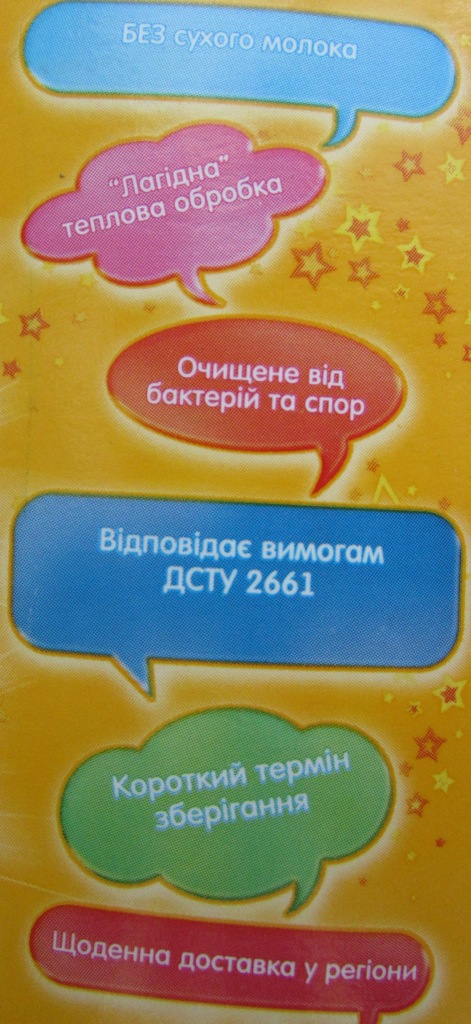 БЕЗ сухого молока
"Лагідна"
теплова обробка
Очищене від
бактерій та спор
Відповідає вимогам
ДСТУ 2661
Короткий термін
зберігання
Щоденна доставка у регіони